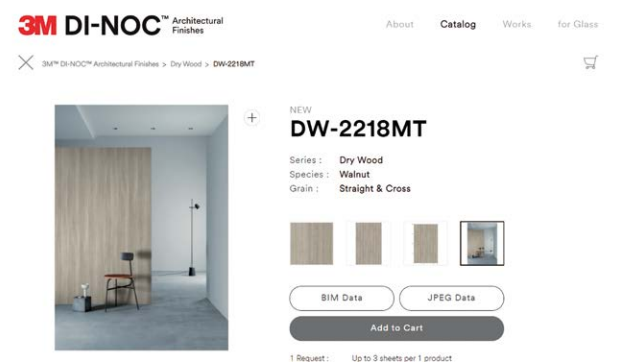 3M DI-NOC™ Architectural
Finishes
About Catalog Works for Glass
3M™ DI-NOC™ Architectural Finishes > Dry Wood > DW-2218MT
NEW
DW-2218MT
Series : Dry Wood
Species : Walnut
Grain : Straight & Cross
BIM Data JPEG Data
Add to Cart
1 Request : Up to 3 sheets per 1 product